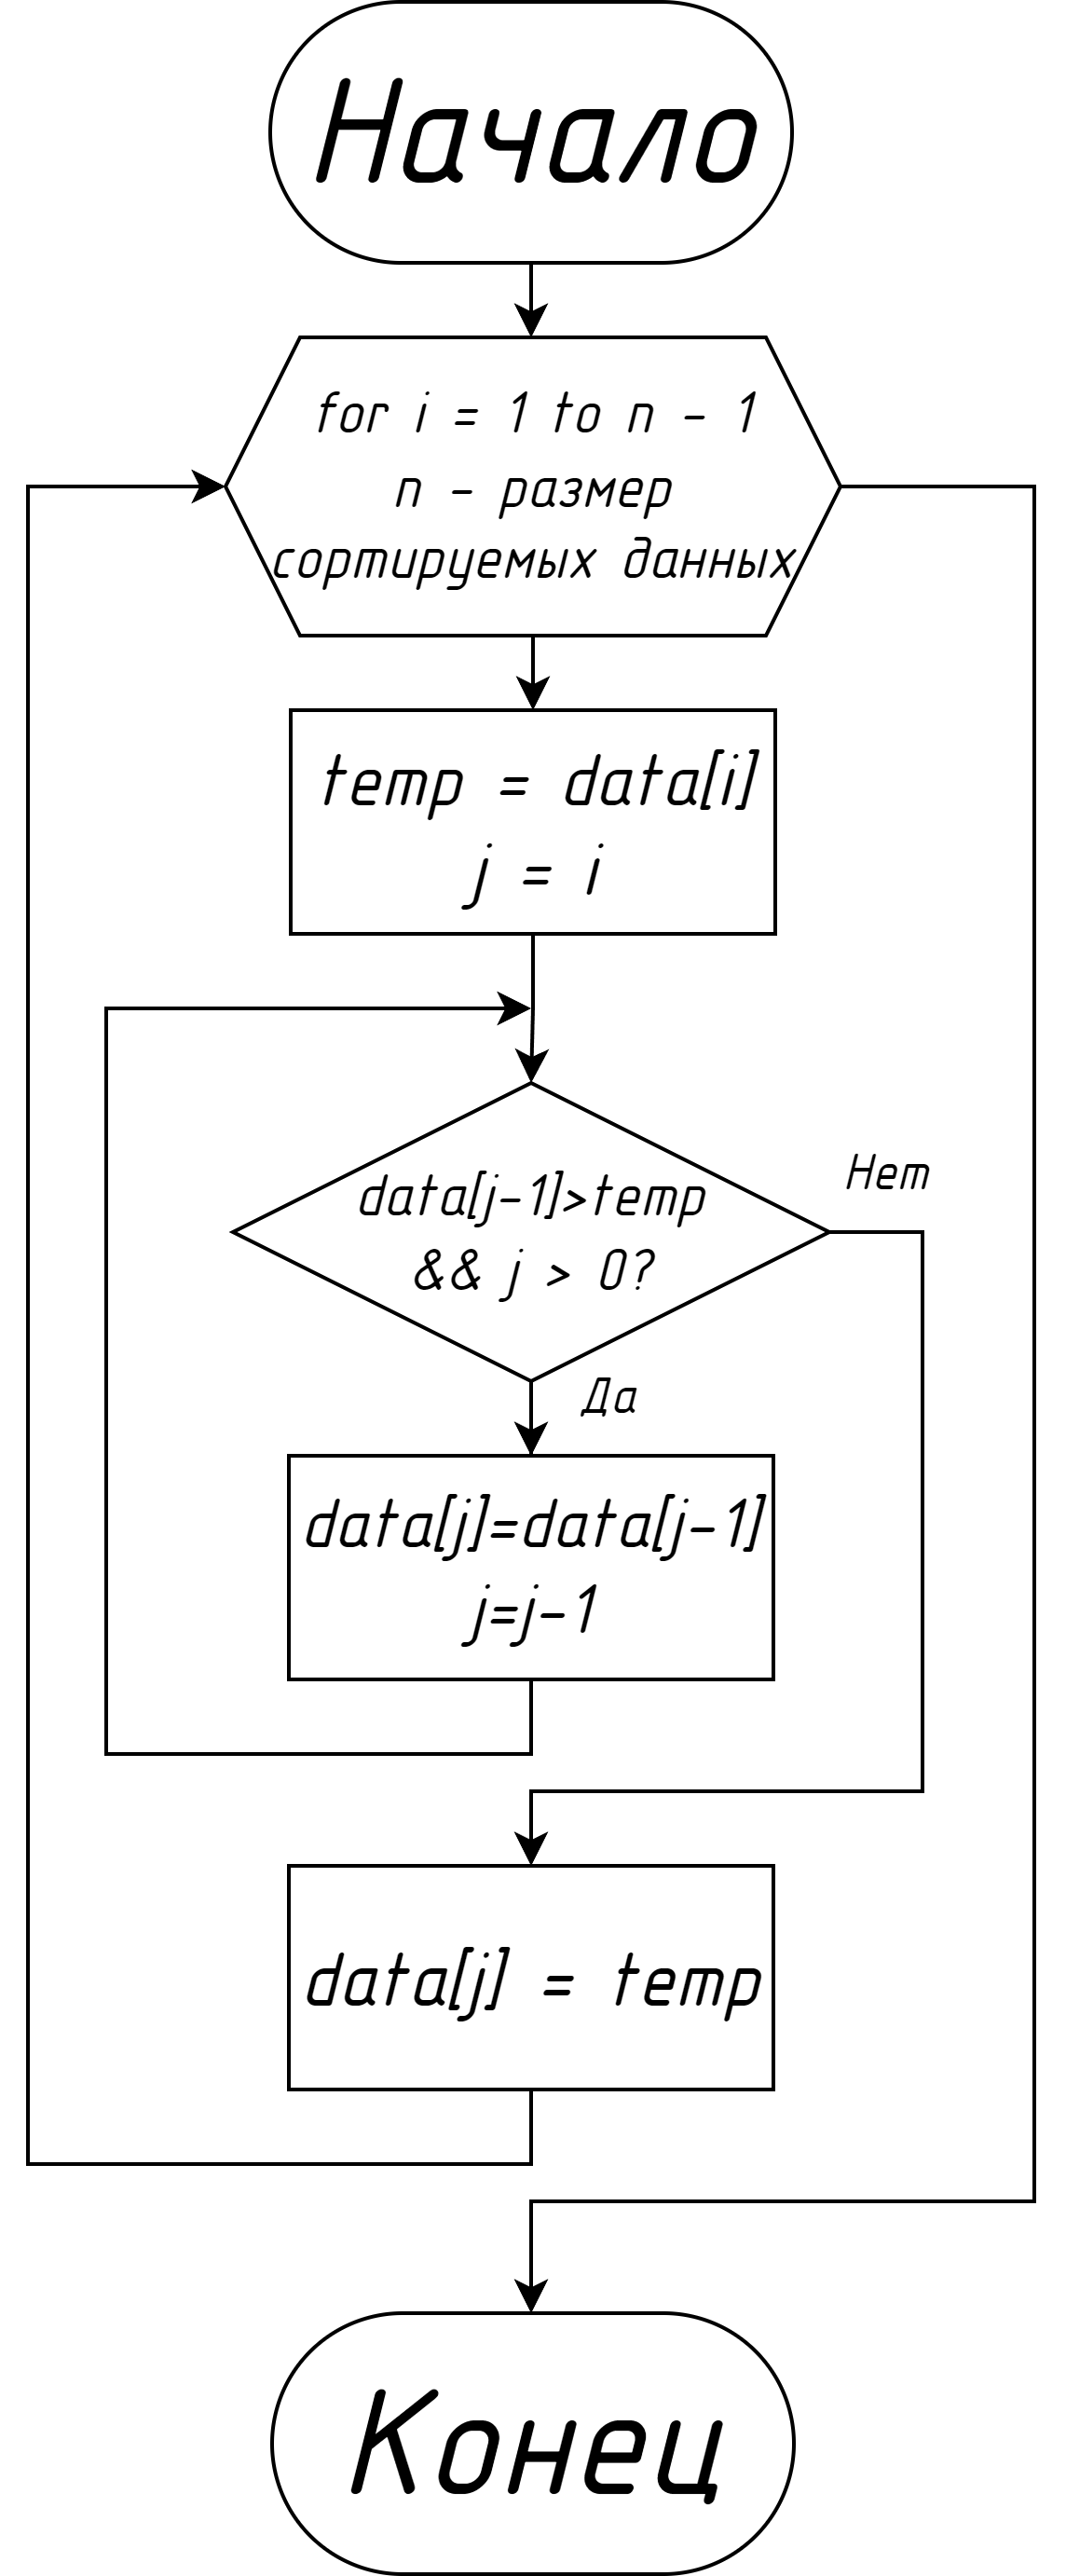 Начало
for i = 1 to n - 1
n - размер
сортируемых данных
temp = data[i]
j = i
data[j-1]>temp
&& j > 0?
Нет
Да
data[j]=data[j-1]
j=j-1
data[j] = temp
Конец